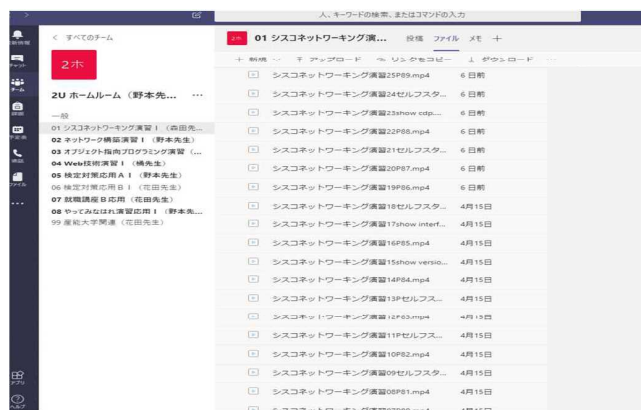 人、キーワードの検索、またはコマンドの入力
チャット
チーム
課題
予定表
通話
ファイル
アプリ
ヘルプ
< すべてのチーム
2ホ
2U ホームルーム（野本先... ...
一般
01 シスコネットワーキング演習 I （森田先...
02 ネットワーク構築演習 I （野本先生）
03 オブジェクト指向プログラミング演習 （...
04 Web技術演習 I （橘先生）
05 検定対策応用 A I （野本先生）
06 検定対策応用 B I （花田先生）
07 就職講座 B 応用（花田先生）
08 やってみなはれ演習応用 I （野本先...
99 産能大学関連（花田先生）
2ホ 01 シスコネットワーキング演... 投稿 ファイル メモ +
+ 新規 アップロード リンクをコピー ダウンロード ...
シスコネットワーキング演習25P89.mp4 6 日前
シスコネットワーキング演習24セルフスタ... 6 日前
シスコネットワーキング演習23show cdp.... 6 日前
シスコネットワーキング演習22P88.mp4 6 日前
シスコネットワーキング演習21セルフスタ... 6 日前
シスコネットワーキング演習20P87.mp4 6 日前
シスコネットワーキング演習19P86.mp4 6 日前
シスコネットワーキング演習18セルフスタ... 4月15日
シスコネットワーキング演習17show interf... 4月15日
シスコネットワーキング演習16P85.mp4 4月15日
シスコネットワーキング演習15show versio... 4月15日
シスコネットワーキング演習14P84.mp4 4月15日
シスコネットワーキング演習13Pセルフス... 4月15日
シスコネットワーキング演習12P83.mp4 4月15日
シスコネットワーキング演習11Pセルフス... 4月15日
シスコネットワーキング演習10P82.mp4 4月15日
シスコネットワーキング演習09セルフスタ... 4月15日
シスコネットワーキング演習08P81.mp4 4月15日